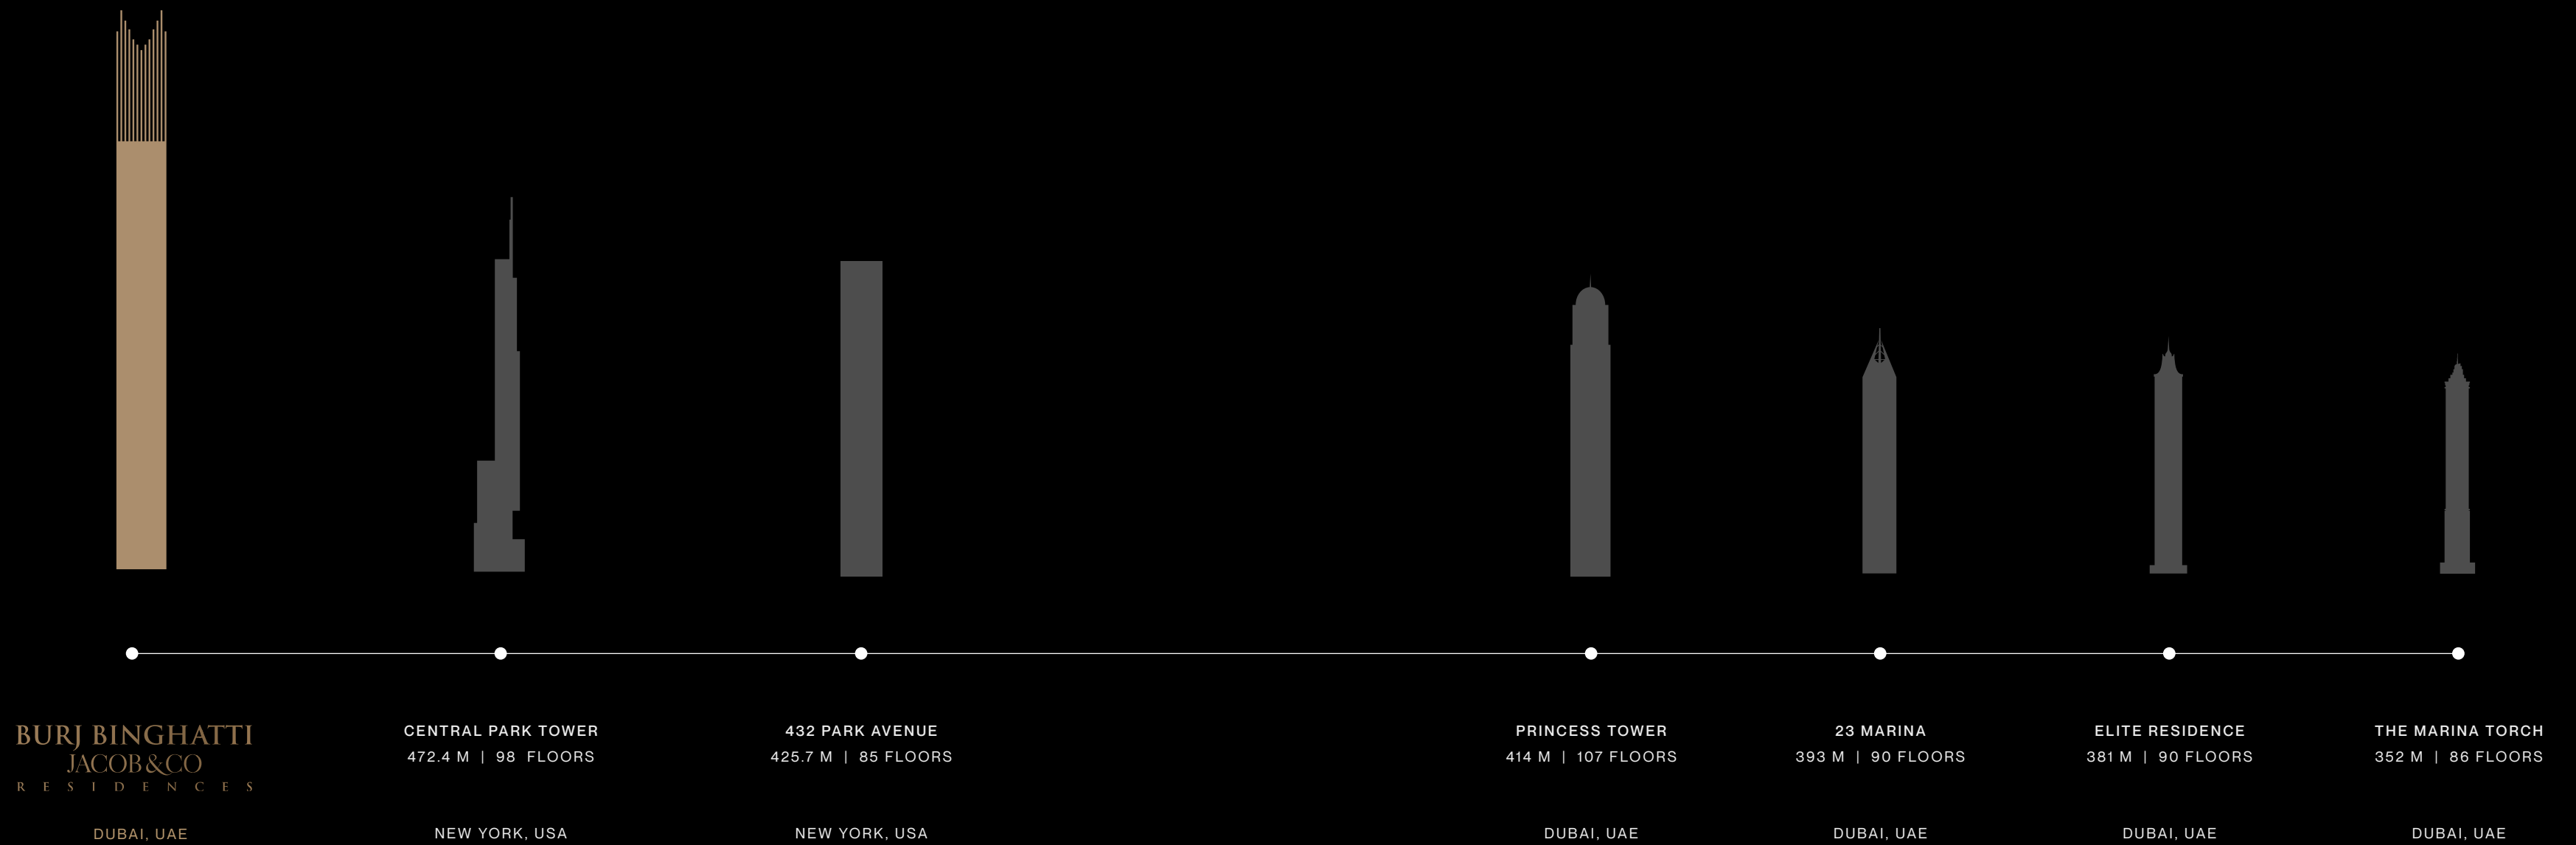 BURJ BINGHATTI
JACOB&CO
RESIDENCES
DUBAI, UAE
CENTRAL PARK TOWER
472.4 M | 98 FLOORS
NEW YORK, USA
432 PARK AVENUE
425.7 M | 85 FLOORS
NEW YORK, USA
PRINCESS TOWER
414 M | 107 FLOORS
DUBAI, UAE
23 MARINA
393 M | 90 FLOORS
DUBAI, UAE
ELITE RESIDENCE
381 M | 90 FLOORS
DUBAI, UAE
THE MARINA TORCH
352 M | 86 FLOORS
DUBAI, UAE